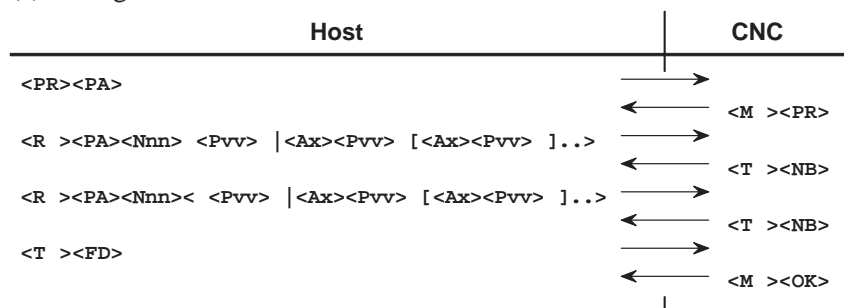 Host CNC
<PR><PA>
<M ><PR>
<R ><PA><Nnn> <Pvv> |<Ax><Pvv> [<Ax><Pvv> ]..>
<T ><NB>
<R ><PA><Nnn>< <Pvv> |<Ax><Pvv> [<Ax><Pvv> ]..>
<T ><NB>
<T ><FD>
<M ><OK>